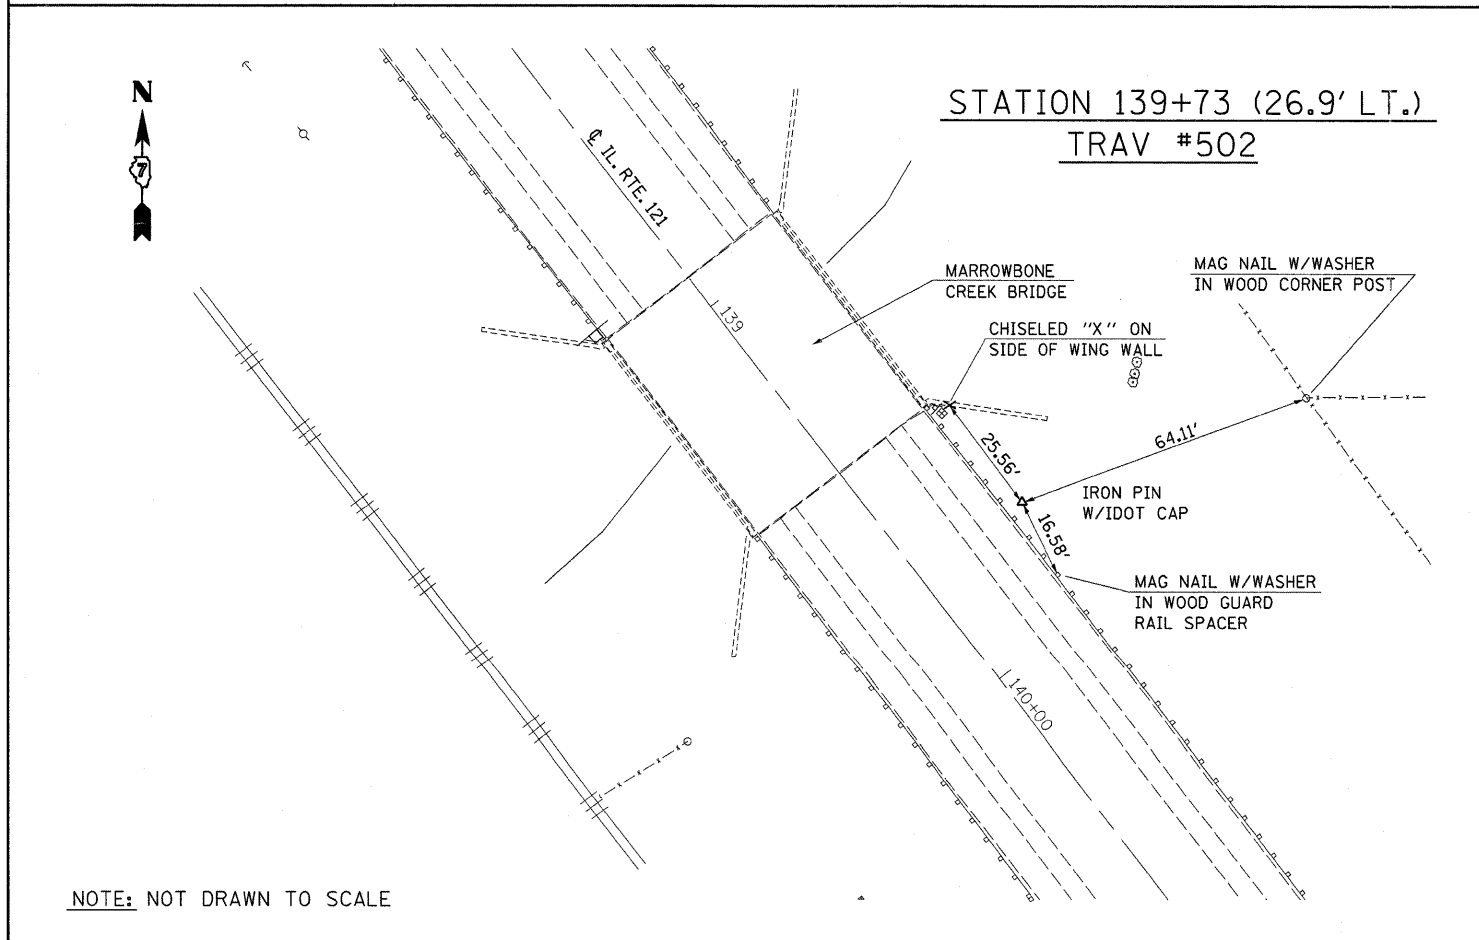 STATION 139+73 (26.9' LT.)
TRAV #502
N
7
℄ IL. RTE. 121
139
MARROWBONE
CREEK BRIDGE
MAG NAIL W/WASHER
IN WOOD CORNER POST
CHISELED "X" ON
SIDE OF WING WALL
25.56'
64.11'
IRON PIN
W/IDOT CAP
16.58'
MAG NAIL W/WASHER
IN WOOD GUARD
RAIL SPACER
140+00
NOTE: NOT DRAWN TO SCALE